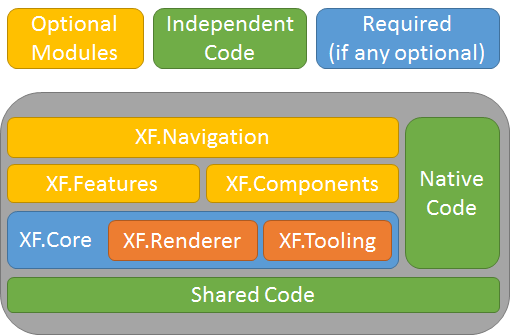 Optional
Modules
Independent
Code
Required
(if any optional)
XF.Navigation
XF.Features
XF.Components
Native
Code
XF.Core
XF.Renderer
XF.Tooling
Shared Code